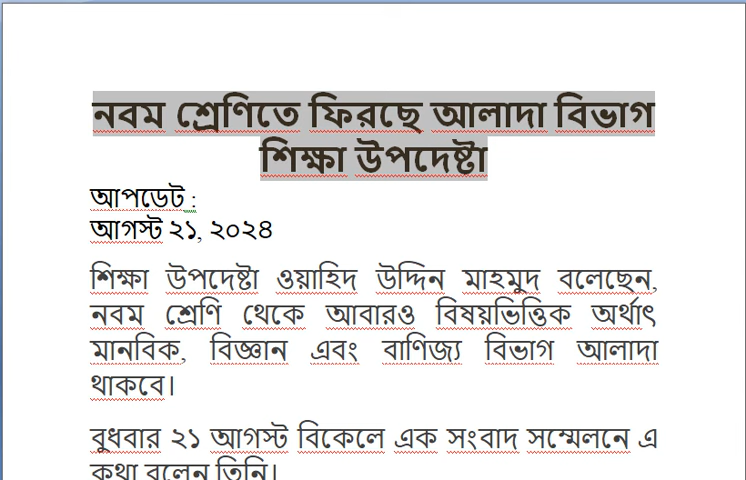 নবম শ্রেণিতে ফিরছে আলাদা বিভাগ
শিক্ষা উপদেষ্টা
আপডেট :
আগস্ট ২১, ২০২৪
শিক্ষা উপদেষ্টা ওয়াহিদ উদ্দিন মাহমুদ বলেছেন,
নবম শ্রেণি থেকে আবারও বিষয়ভিত্তিক অর্থাৎ
মানবিক, বিজ্ঞান এবং বাণিজ্য বিভাগ আলাদা
থাকবে।
বুধবার ২১ আগস্ট বিকেলে এক সংবাদ সম্মেলনে এ
কথা বলেন তিনি।